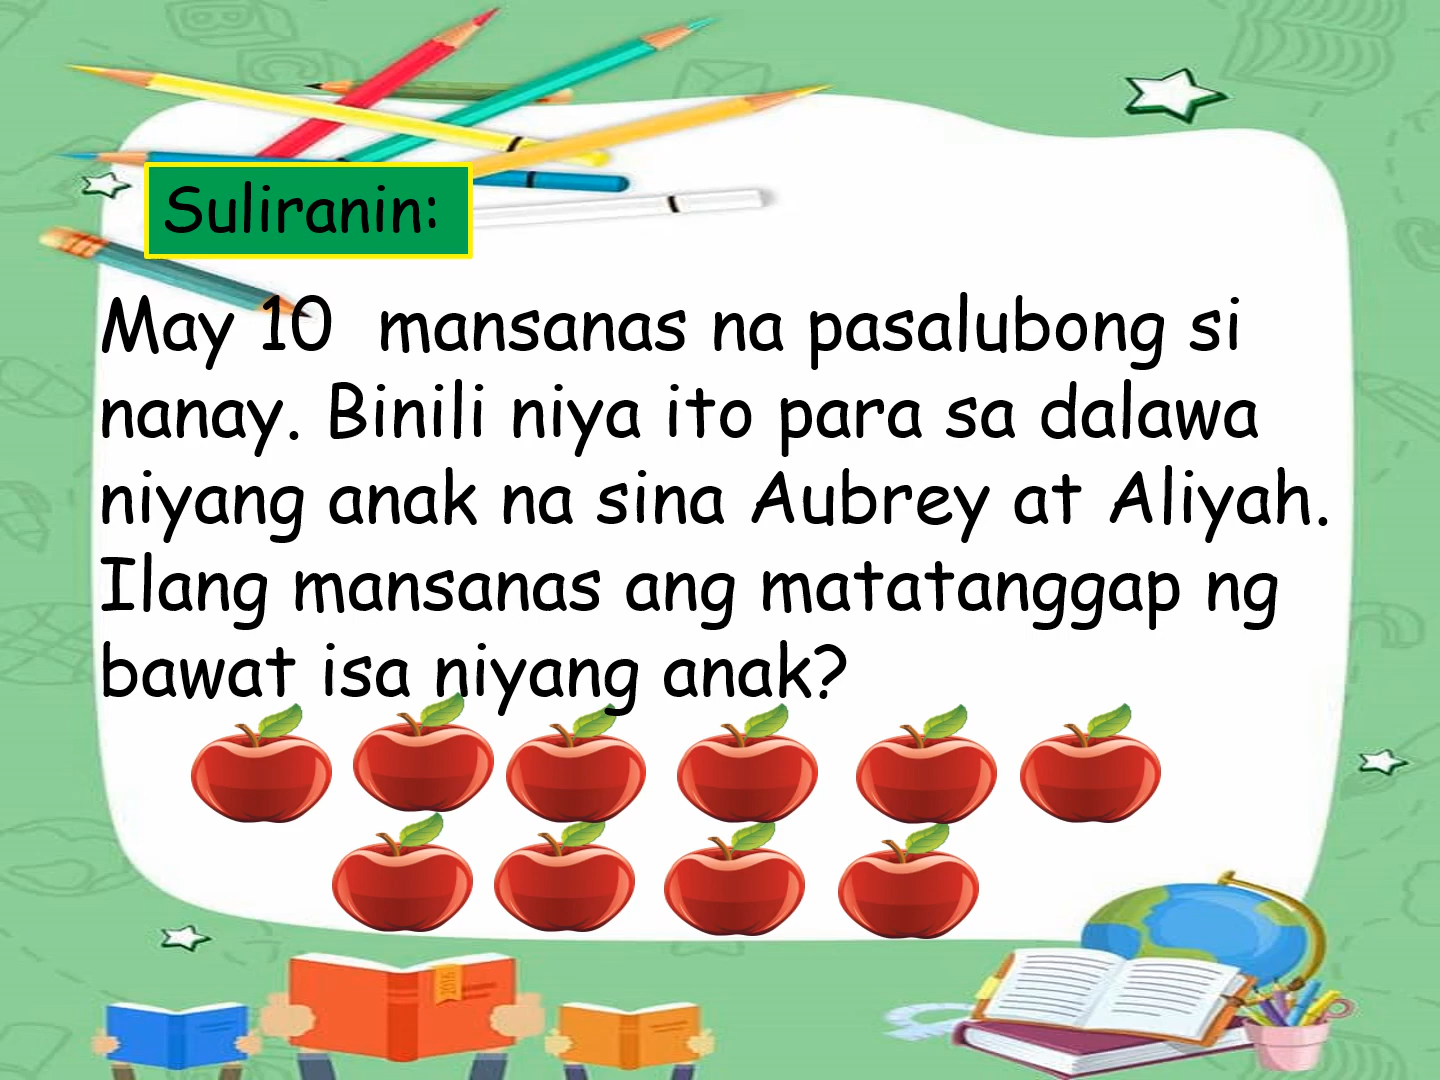 Suliranin:
May 10  mansanas na pasalubong si
nanay. Binili niya ito para sa dalawa
niyang anak na sina Aubrey at Aliyah.
Ilang mansanas ang matatanggap ng
bawat isa niyang anak?
2016